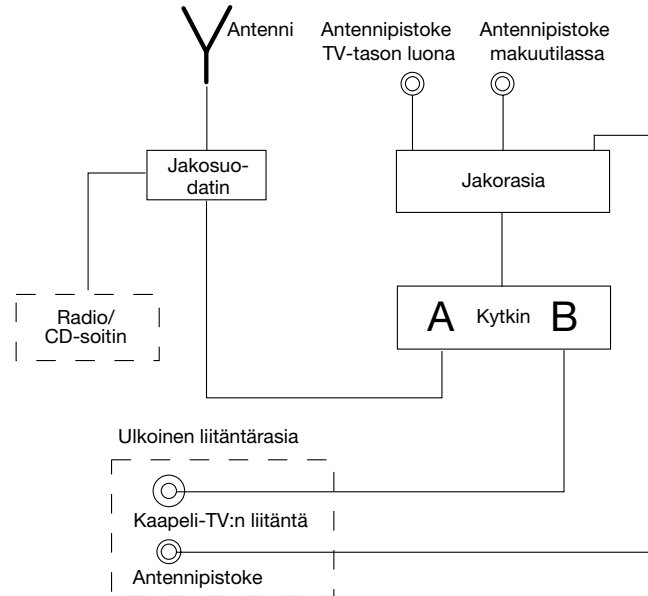 Antenni
Antennipistoke
TV-tason luona
Antennipistoke
makuutilassa
Jakosuo-
datin
Jakorasia
Radio/
CD-soitin
A Kytkin B
Ulkoinen liitäntärasia
Kaapeli-TV:n liitäntä
Antennipistoke